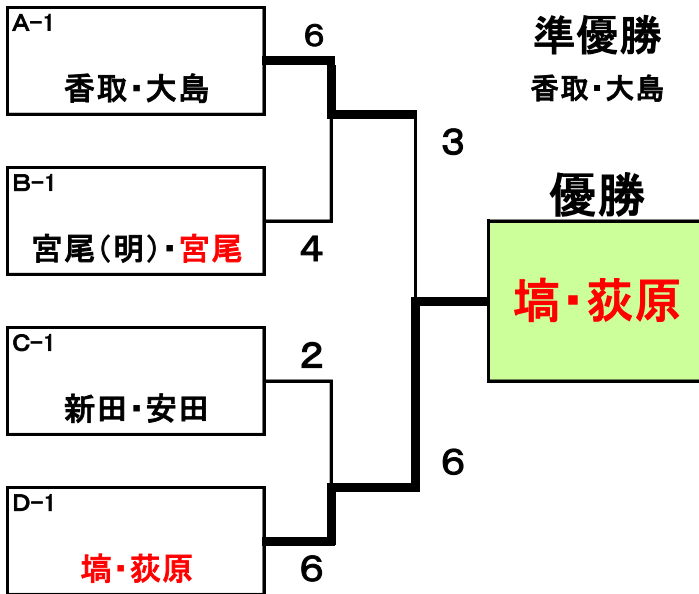 A-1
6
準優勝
香取・大島
香取・大島
3
B-1
優勝
宮尾(明)・宮尾
4
塙・荻原
C-1
2
新田・安田
6
D-1
塙・荻原
6